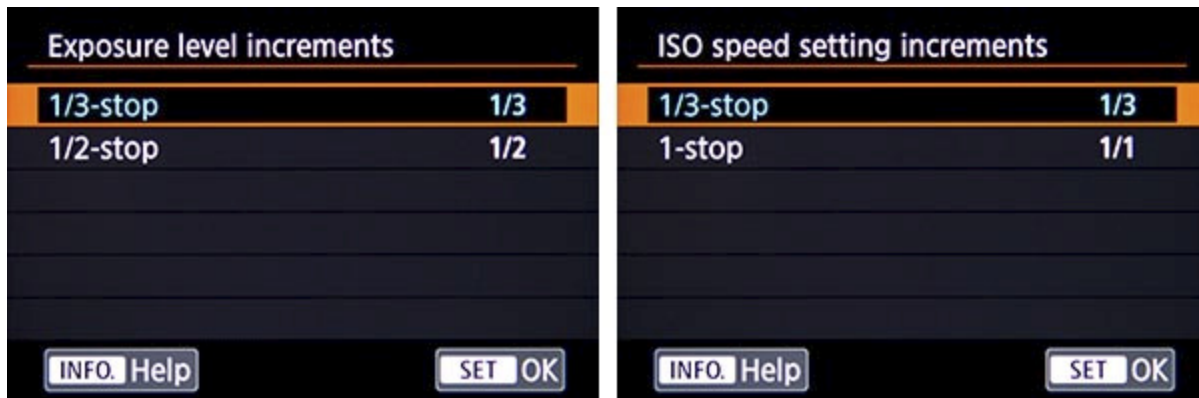 Exposure level increments
1/3-stop 1/3
1/2-stop 1/2
INFO. Help SET OK
ISO speed setting increments
1/3-stop 1/3
1-stop 1/1
INFO. Help SET OK